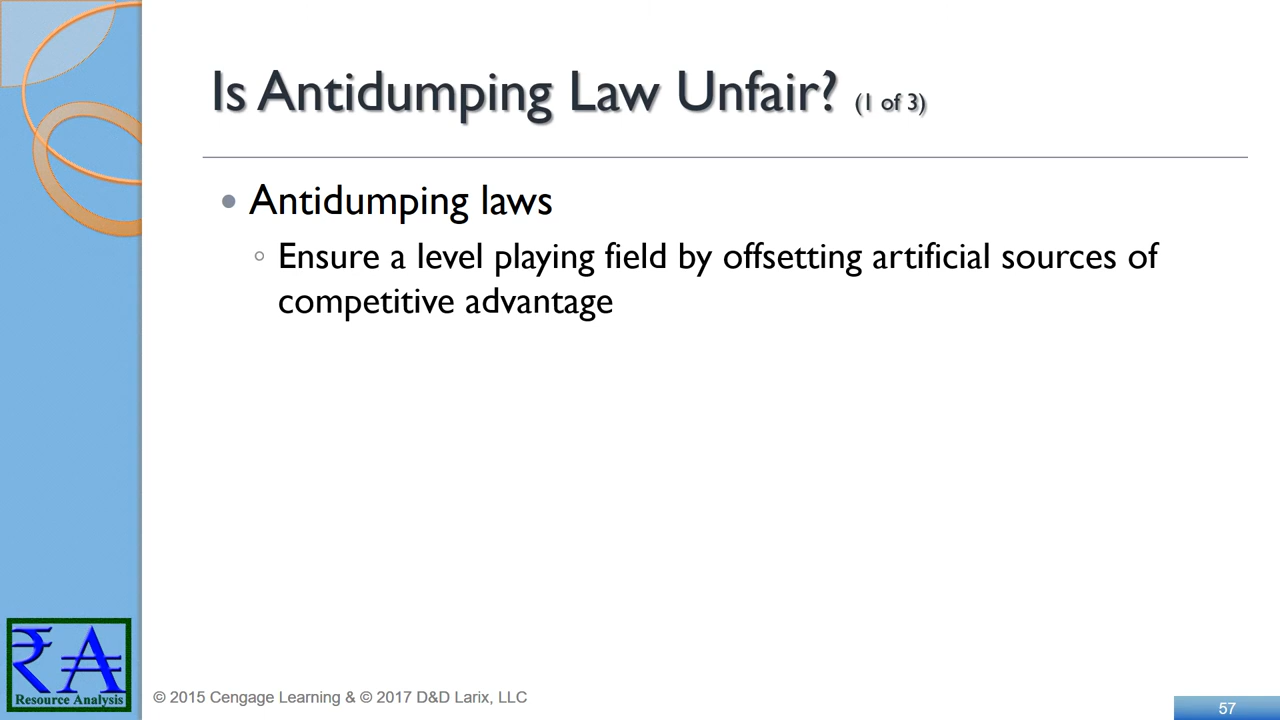 Is Antidumping Law Unfair? (1 of 3)
• Antidumping laws
◦ Ensure a level playing field by offsetting artificial sources of
competitive advantage
₹A
Resource Analysis
© 2015 Cengage Learning & © 2017 D&D Larix, LLC
57